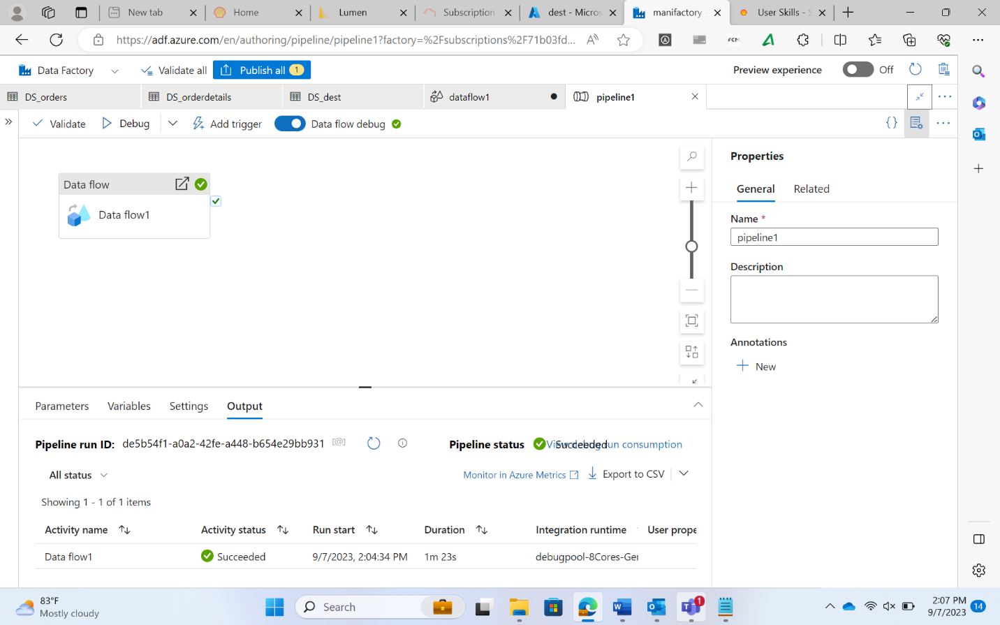 New tab
Home
Lumen
Subscription
dest - Micros
manifactory
User Skills - S
https://adf.azure.com/en/authoring/pipeline/pipeline1?factory=%2Fsubscriptions%2F71b03fd...
Data Factory
Validate all
Publish all 1
Preview experience
Off
DS_orders
DS_orderdetails
DS_dest
dataflow1
pipeline1
Validate
Debug
Add trigger
Data flow debug
Data flow
Data flow1
Properties
General
Related
Name *
pipeline1
Description
Annotations
New
Parameters
Variables
Settings
Output
Pipeline run ID: de5b54f1-a0a2-42fe-a448-b654e29bb931
Pipeline status Succeeded
View debug run consumption
All status
Monitor in Azure Metrics
Export to CSV
Showing 1 - 1 of 1 items
Activity name Activity status Run start Duration Integration runtime User prope
Data flow1 Succeeded 9/7/2023, 2:04:34 PM 1m 23s debugpool-8Cores-Ger
83°F
Mostly cloudy
Search
1
2:07 PM
9/7/2023
14